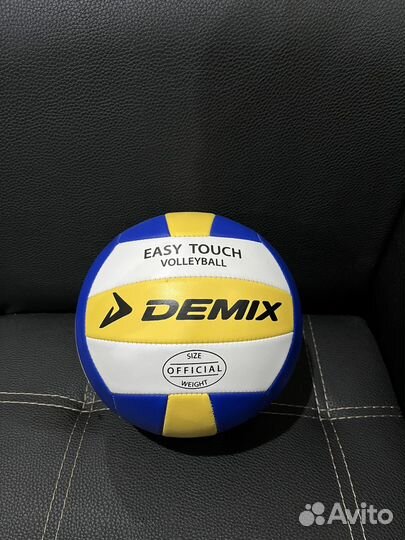 EASY TOUCH
VOLLEYBALL
DEMIX
SIZE
OFFICIAL
WEIGHT
Avito